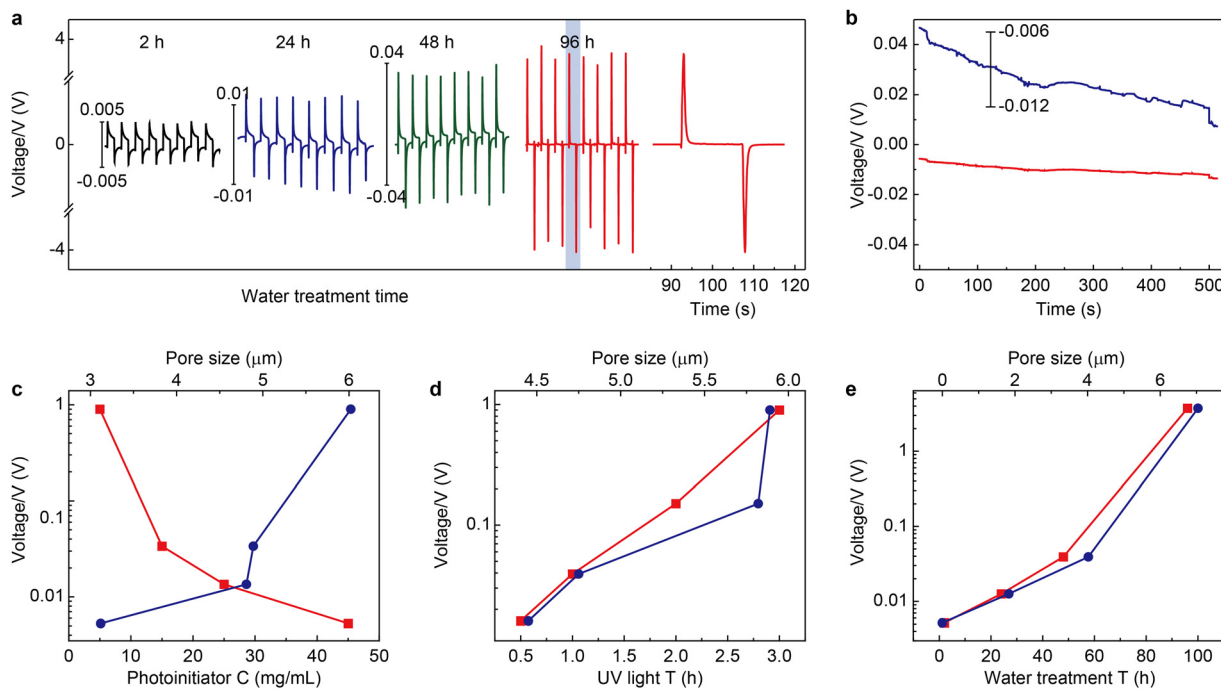 a
2 h 24 h 48 h 96 h
4
0
-4
Voltage/V (V)
0.005
-0.005
0.01
-0.01
0.04
-0.04
90 100 110 120
Water treatment time
Time (s)
b
0.04
0.02
0.00
-0.02
-0.04
Voltage/V (V)
-0.006
-0.012
0 100 200 300 400 500
Time (s)
c
Pore size (μm)
3 4 5 6
1
0.1
0.01
Voltage/V (V)
0 10 20 30 40 50
Photoinitiator C (mg/mL)
d
Pore size (μm)
4.5 5.0 5.5 6.0
1
0.1
Voltage/V (V)
0.5 1.0 1.5 2.0 2.5 3.0
UV light T (h)
e
Pore size (μm)
0 2 4 6
1
0.1
0.01
Voltage/V (V)
0 20 40 60 80 100
Water treatment T (h)